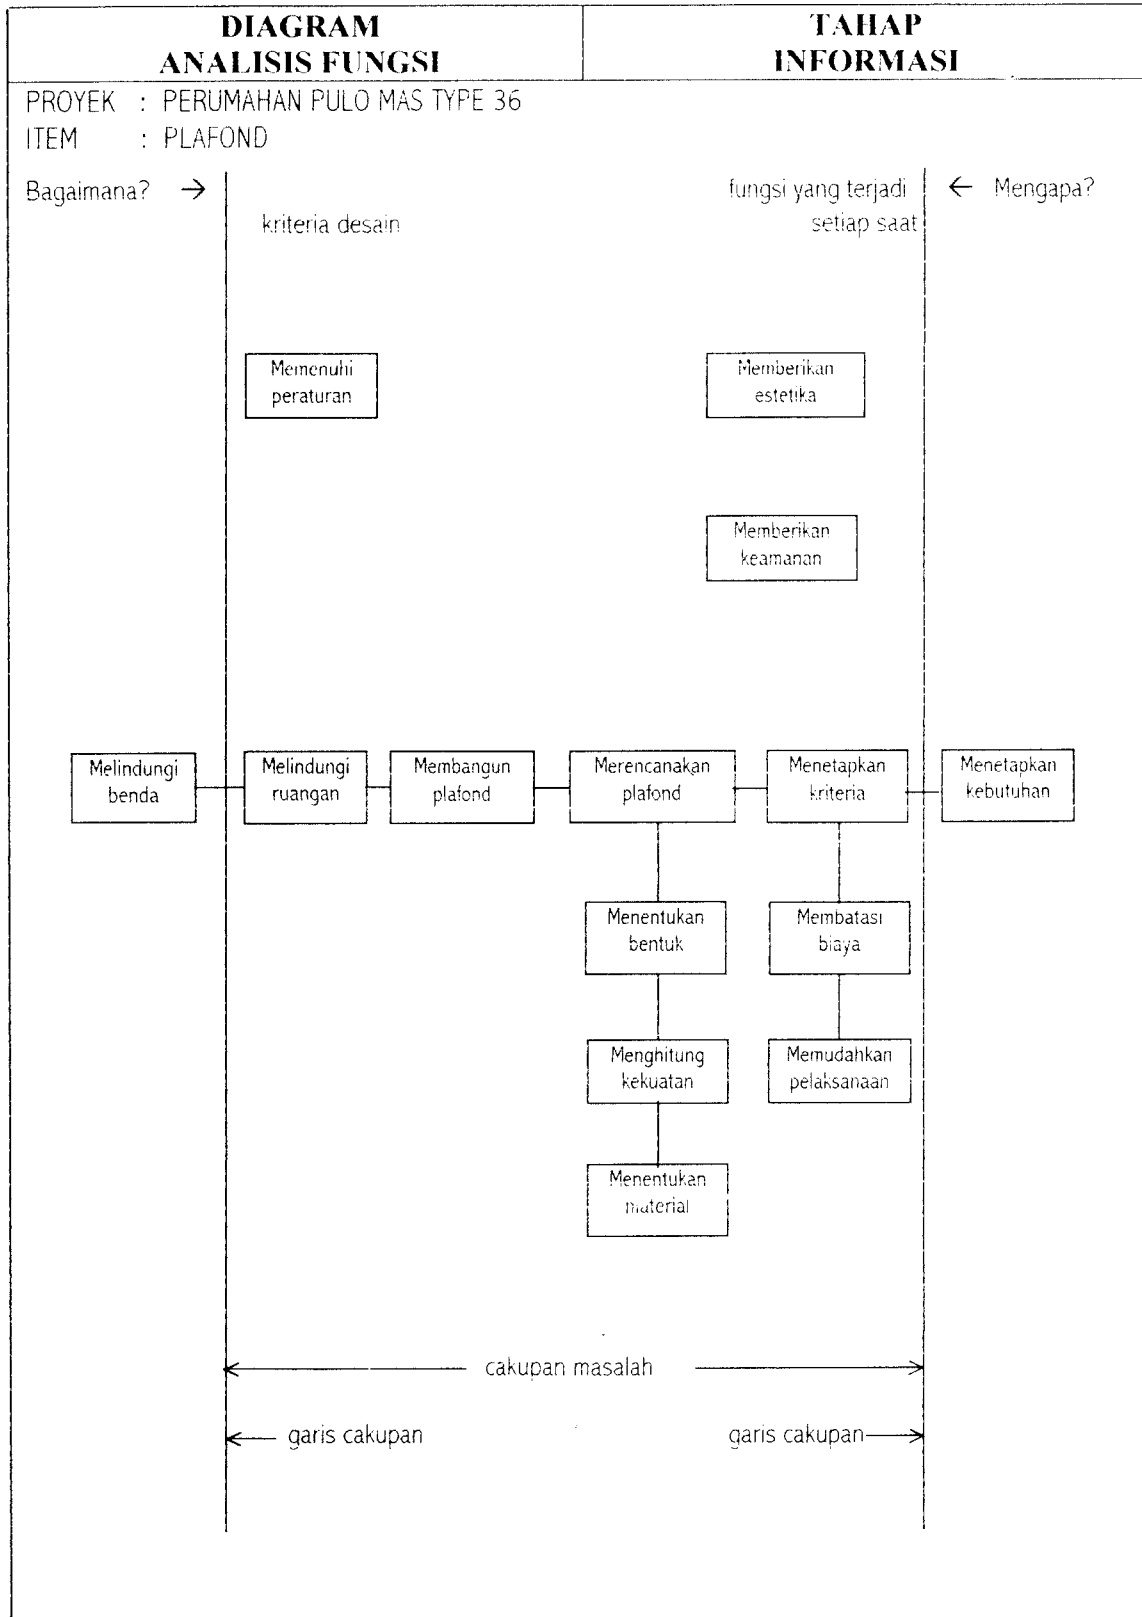 DIAGRAM
ANALISIS FUNGSI
TAHAP
INFORMASI
PROYEK : PERUMAHAN PULO MAS TYPE 36
ITEM : PLAFOND
Bagaimana? →
kriteria desain
fungsi yang terjadi
setiap saat
← Mengapa?
Memenuhi
peraturan
Memberikan
estetika
Memberikan
keamanan
Melindungi
benda
Melindungi
ruangan
Membangun
plafond
Merencanakan
plafond
Menetapkan
kriteria
Menetapkan
kebutuhan
Menentukan
bentuk
Membatasi
biaya
Menghitung
kekuatan
Memudahkan
pelaksanaan
Menentukan
material
cakupan masalah
garis cakupan
garis cakupan